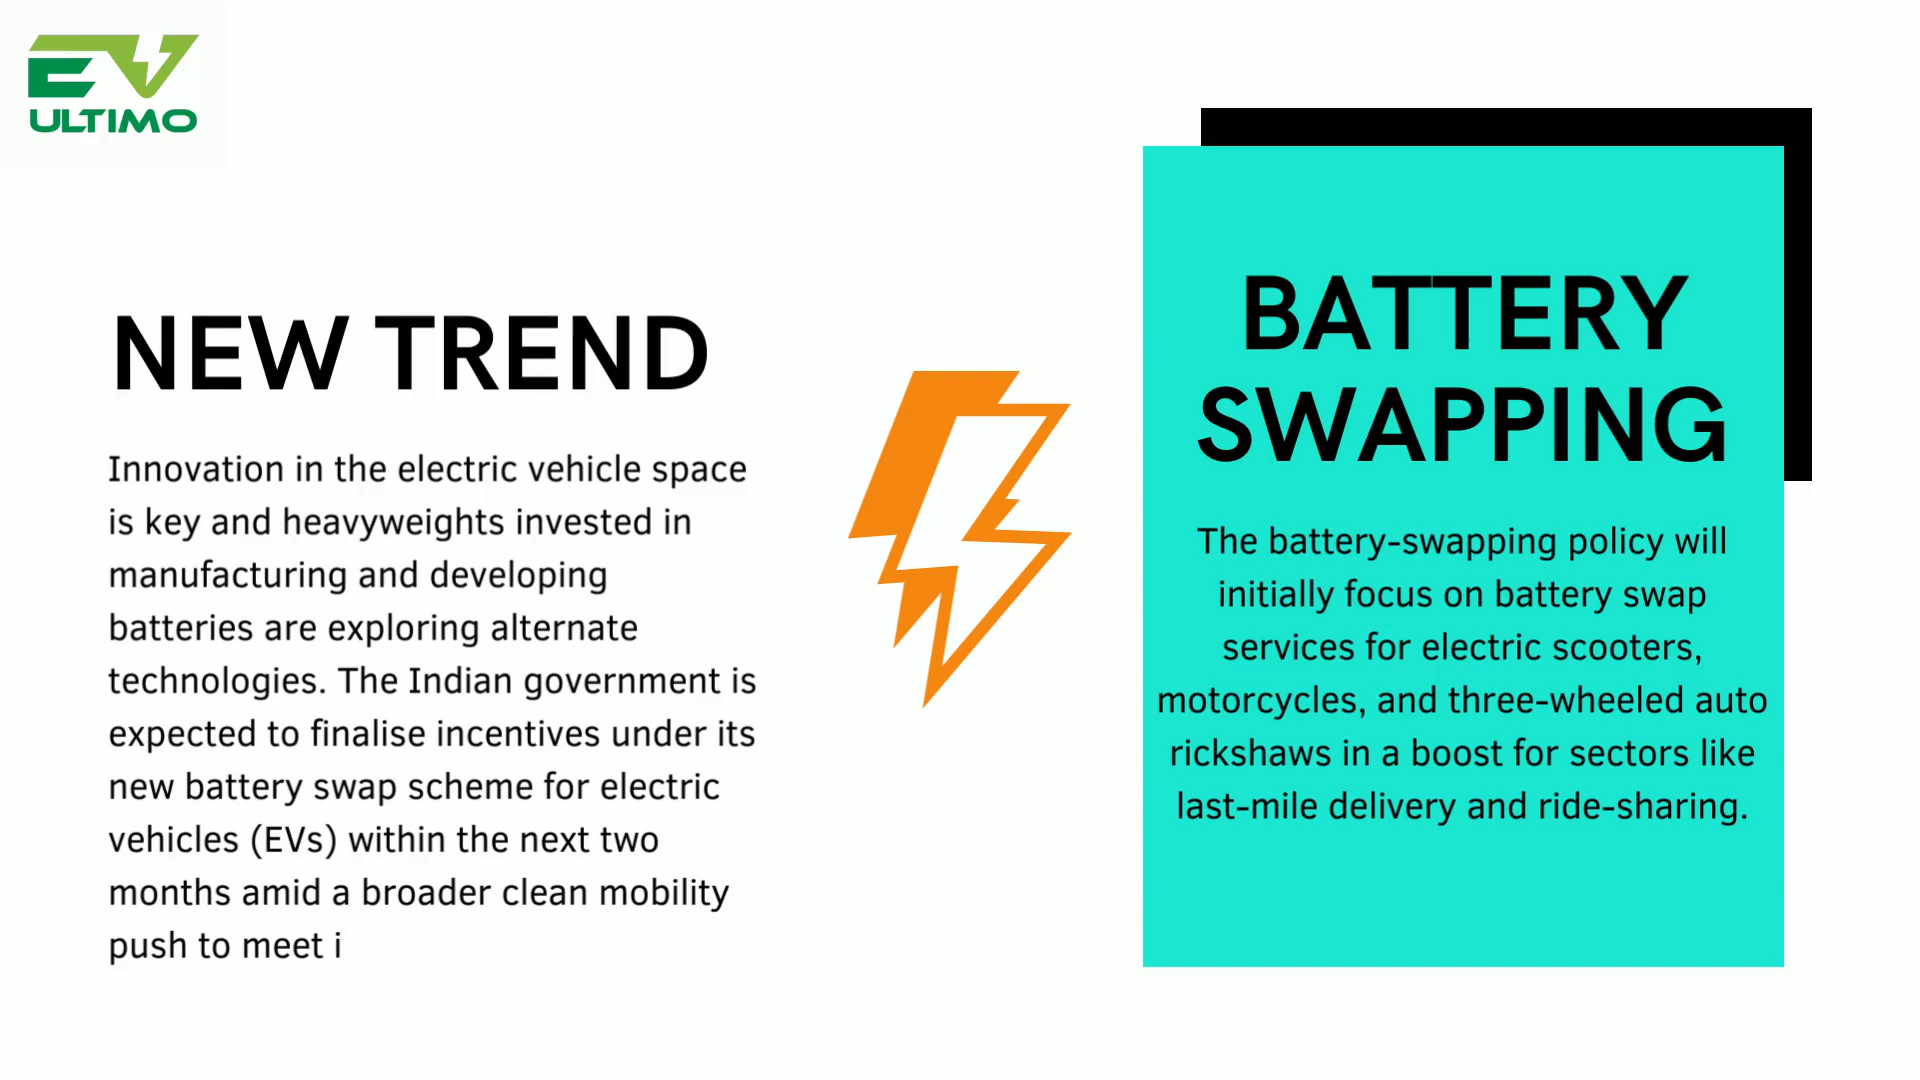 EV
ULTIMO
NEW TREND
Innovation in the electric vehicle space
is key and heavyweights invested in
manufacturing and developing
batteries are exploring alternate
technologies. The Indian government is
expected to finalise incentives under its
new battery swap scheme for electric
vehicles (EVs) within the next two
months amid a broader clean mobility
push to meet i
BATTERY
SWAPPING
The battery-swapping policy will
initially focus on battery swap
services for electric scooters,
motorcycles, and three-wheeled auto
rickshaws in a boost for sectors like
last-mile delivery and ride-sharing.